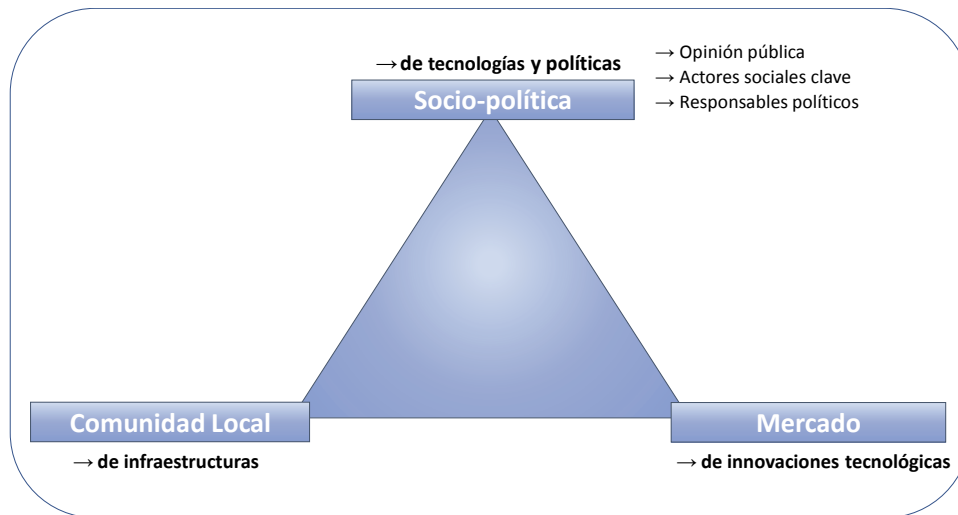 → de tecnologías y políticas
Socio-política
→ Opinión pública
→ Actores sociales clave
→ Responsables políticos
Comunidad Local
→ de infraestructuras
Mercado
→ de innovaciones tecnológicas